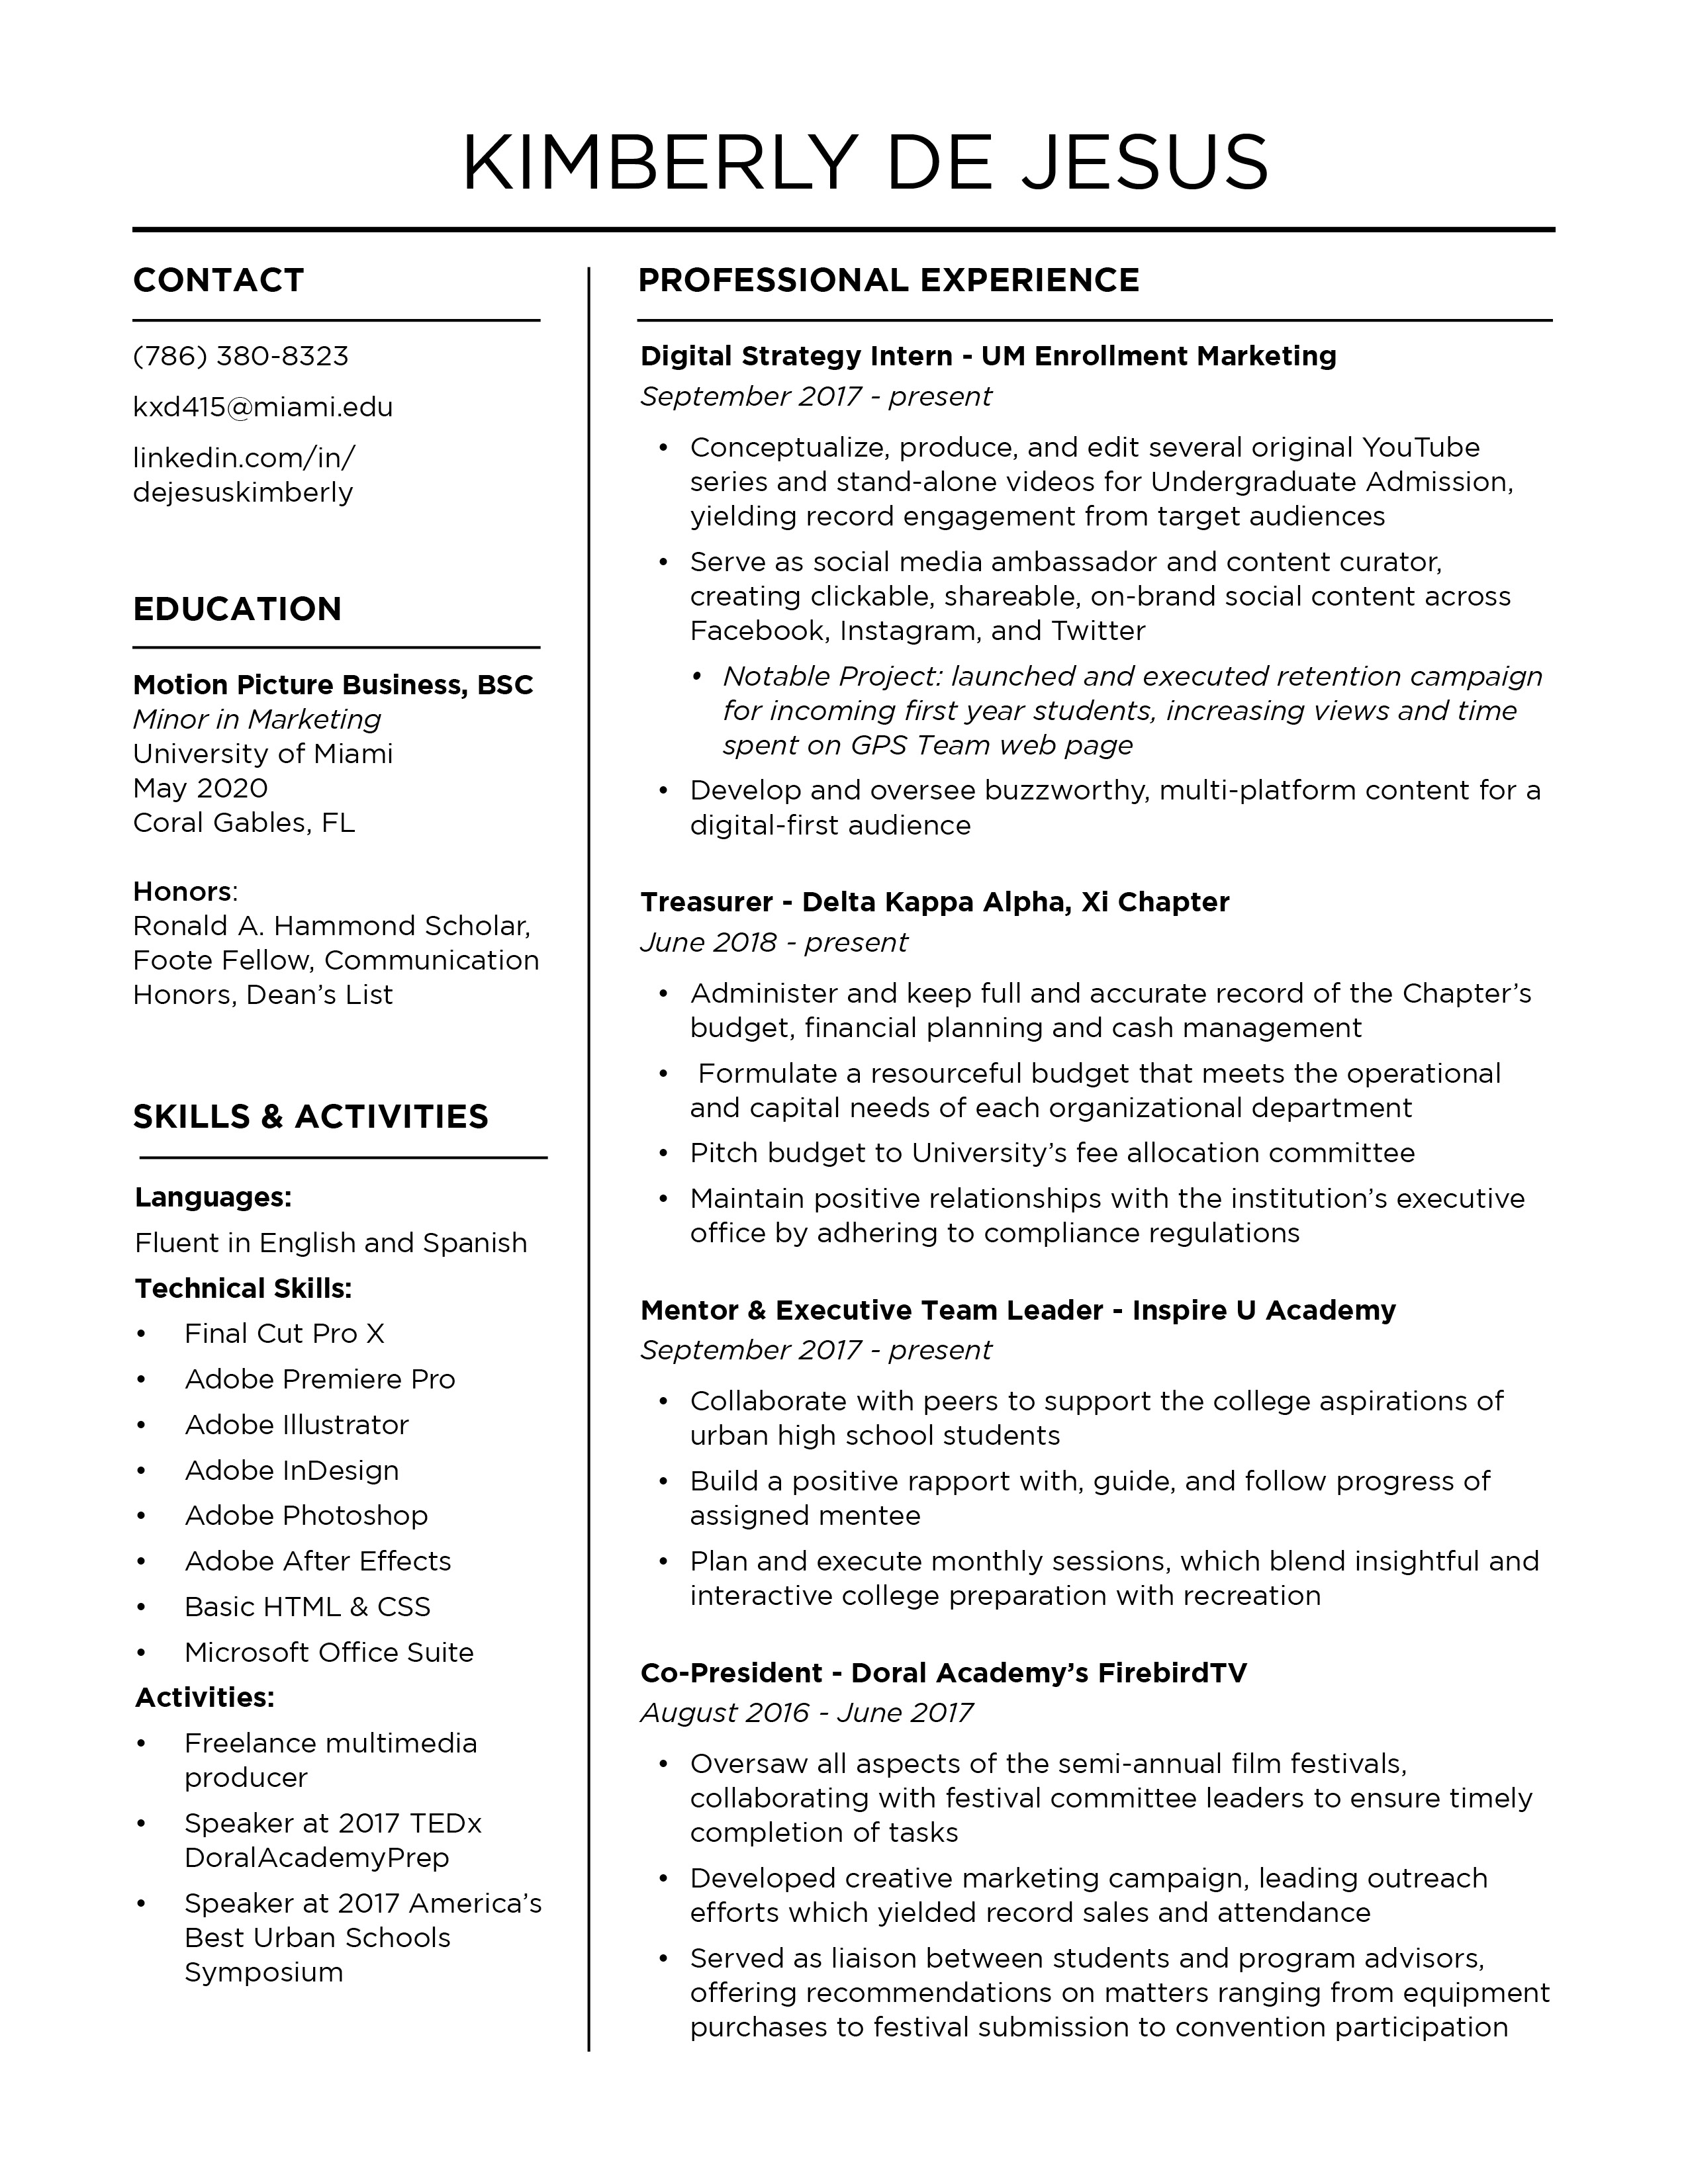 KIMBERLY DE JESUS
CONTACT
(786) 380-8323
kxd415@miami.edu
linkedin.com/in/
dejesuskimberly
EDUCATION
Motion Picture Business, BSC
Minor in Marketing
University of Miami
May 2020
Coral Gables, FL
Honors:
Ronald A. Hammond Scholar,
Foote Fellow, Communication
Honors, Dean’s List
SKILLS & ACTIVITIES
Languages:
Fluent in English and Spanish
Technical Skills:
• Final Cut Pro X
• Adobe Premiere Pro
• Adobe Illustrator
• Adobe InDesign
• Adobe Photoshop
• Adobe After Effects
• Basic HTML & CSS
• Microsoft Office Suite
Activities:
• Freelance multimedia
producer
• Speaker at 2017 TEDx
DoralAcademyPrep
• Speaker at 2017 America’s
Best Urban Schools
Symposium
PROFESSIONAL EXPERIENCE
Digital Strategy Intern - UM Enrollment Marketing
September 2017 - present
• Conceptualize, produce, and edit several original YouTube
series and stand-alone videos for Undergraduate Admission,
yielding record engagement from target audiences
• Serve as social media ambassador and content curator,
creating clickable, shareable, on-brand social content across
Facebook, Instagram, and Twitter
• Notable Project: launched and executed retention campaign
for incoming first year students, increasing views and time
spent on GPS Team web page
• Develop and oversee buzzworthy, multi-platform content for a
digital-first audience
Treasurer - Delta Kappa Alpha, Xi Chapter
June 2018 - present
• Administer and keep full and accurate record of the Chapter’s
budget, financial planning and cash management
• Formulate a resourceful budget that meets the operational
and capital needs of each organizational department
• Pitch budget to University’s fee allocation committee
• Maintain positive relationships with the institution’s executive
office by adhering to compliance regulations
Mentor & Executive Team Leader - Inspire U Academy
September 2017 - present
• Collaborate with peers to support the college aspirations of
urban high school students
• Build a positive rapport with, guide, and follow progress of
assigned mentee
• Plan and execute monthly sessions, which blend insightful and
interactive college preparation with recreation
Co-President - Doral Academy’s FirebirdTV
August 2016 - June 2017
• Oversaw all aspects of the semi-annual film festivals,
collaborating with festival committee leaders to ensure timely
completion of tasks
• Developed creative marketing campaign, leading outreach
efforts which yielded record sales and attendance
• Served as liaison between students and program advisors,
offering recommendations on matters ranging from equipment
purchases to festival submission to convention participation